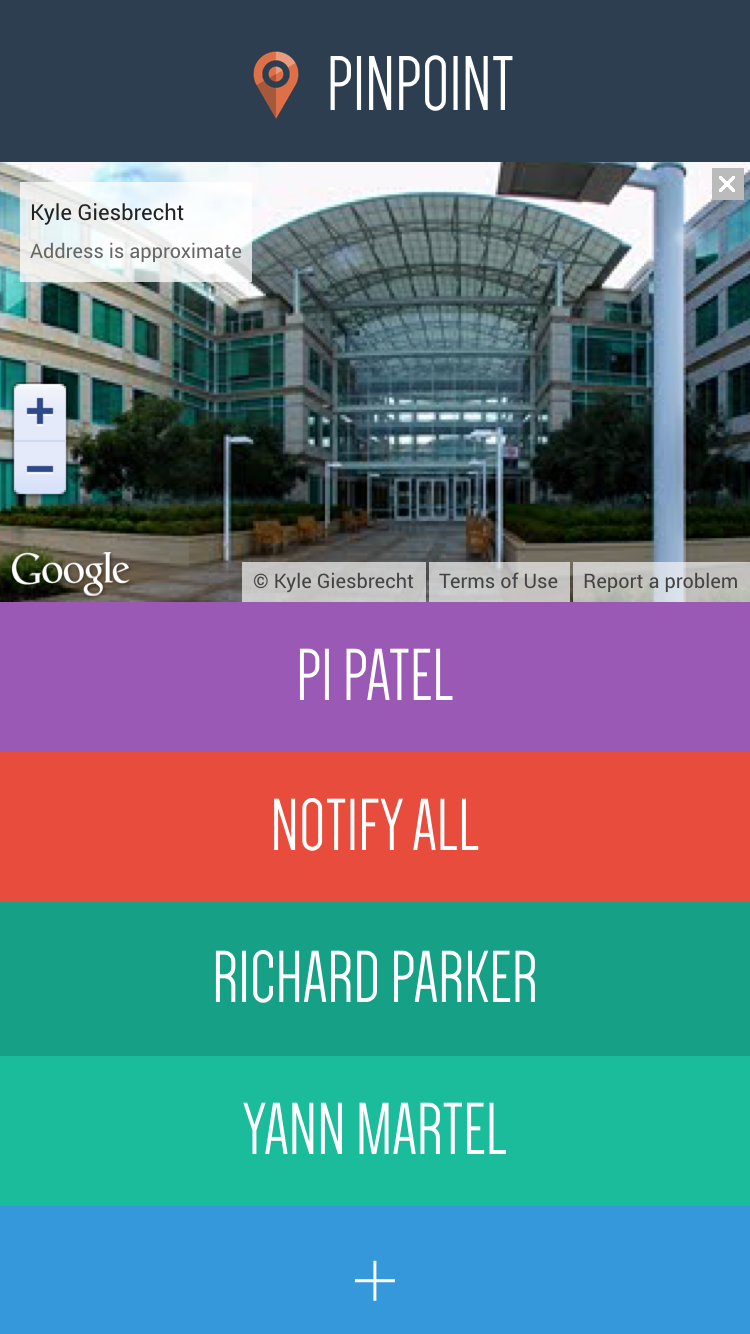 PINPOINT
Kyle Giesbrecht
Address is approximate
Google
© Kyle Giesbrecht
Terms of Use
Report a problem
PI PATEL
NOTIFY ALL
RICHARD PARKER
YANN MARTEL